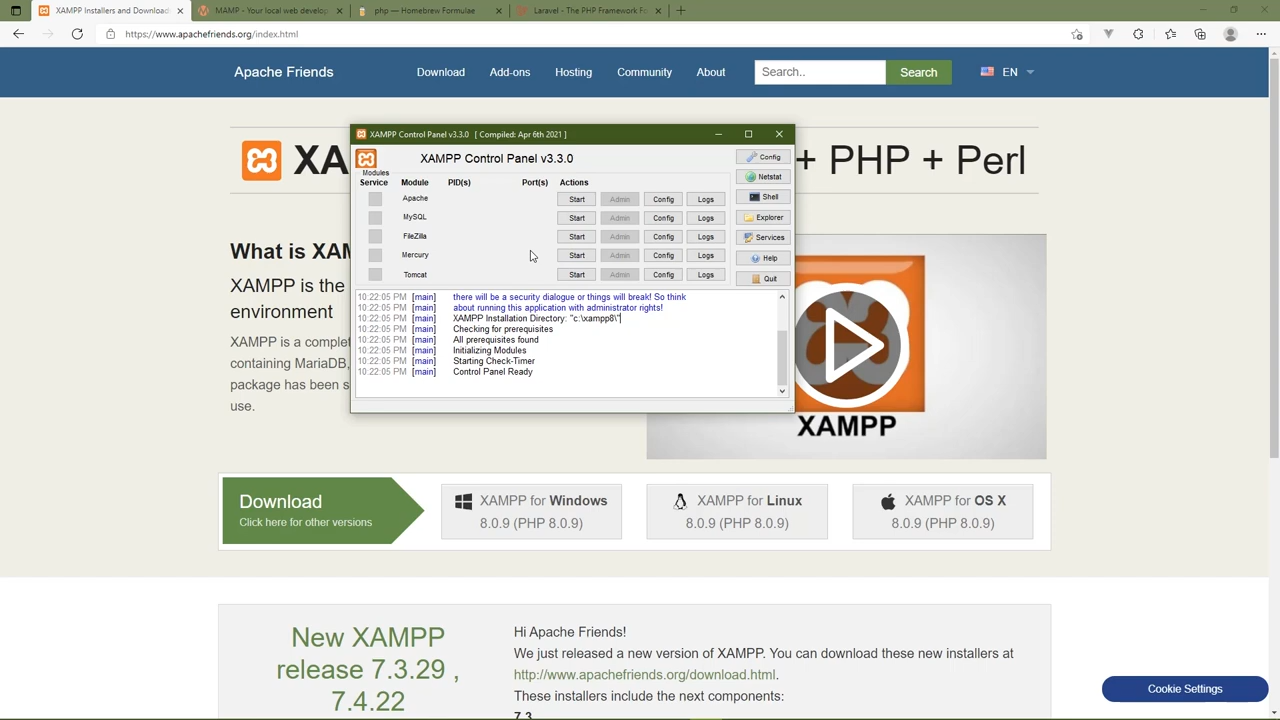 XAMPP Installers and Download
MAMP - Your local web develop
php — Homebrew Formulae
Laravel - The PHP Framework Fo
https://www.apachefriends.org/index.html
Apache Friends
Download
Add-ons
Hosting
Community
About
Search..
Search
EN
XA
+ PHP + Perl
XAMPP Control Panel v3.3.0 [ Compiled: Apr 6th 2021 ]
XAMPP Control Panel v3.3.0
Modules
Service
Module
PID(s)
Port(s)
Actions
Apache
Start
Admin
Config
Logs
MySQL
Start
Admin
Config
Logs
FileZilla
Start
Admin
Config
Logs
Mercury
Start
Admin
Config
Logs
Tomcat
Start
Admin
Config
Logs
Config
Netstat
Shell
Explorer
Services
Help
Quit
10:22:05 PM [main] there will be a security dialogue or things will break! So think
10:22:05 PM [main] about running this application with administrator rights!
10:22:05 PM [main] XAMPP Installation Directory: "c:\xampp8\"
10:22:05 PM [main] Checking for prerequisites
10:22:05 PM [main] All prerequisites found
10:22:05 PM [main] Initializing Modules
10:22:05 PM [main] Starting Check-Timer
10:22:05 PM [main] Control Panel Ready
What is XA
XAMPP is the
environment
XAMPP is a complet
containing MariaDB,
package has been s
use.
XAMPP
Download
Click here for other versions
XAMPP for Windows
8.0.9 (PHP 8.0.9)
XAMPP for Linux
8.0.9 (PHP 8.0.9)
XAMPP for OS X
8.0.9 (PHP 8.0.9)
New XAMPP
release 7.3.29 ,
7.4.22
Hi Apache Friends!
We just released a new version of XAMPP. You can download these new installers at
http://www.apachefriends.org/download.html.
These installers include the next components:
7.3
Cookie Settings